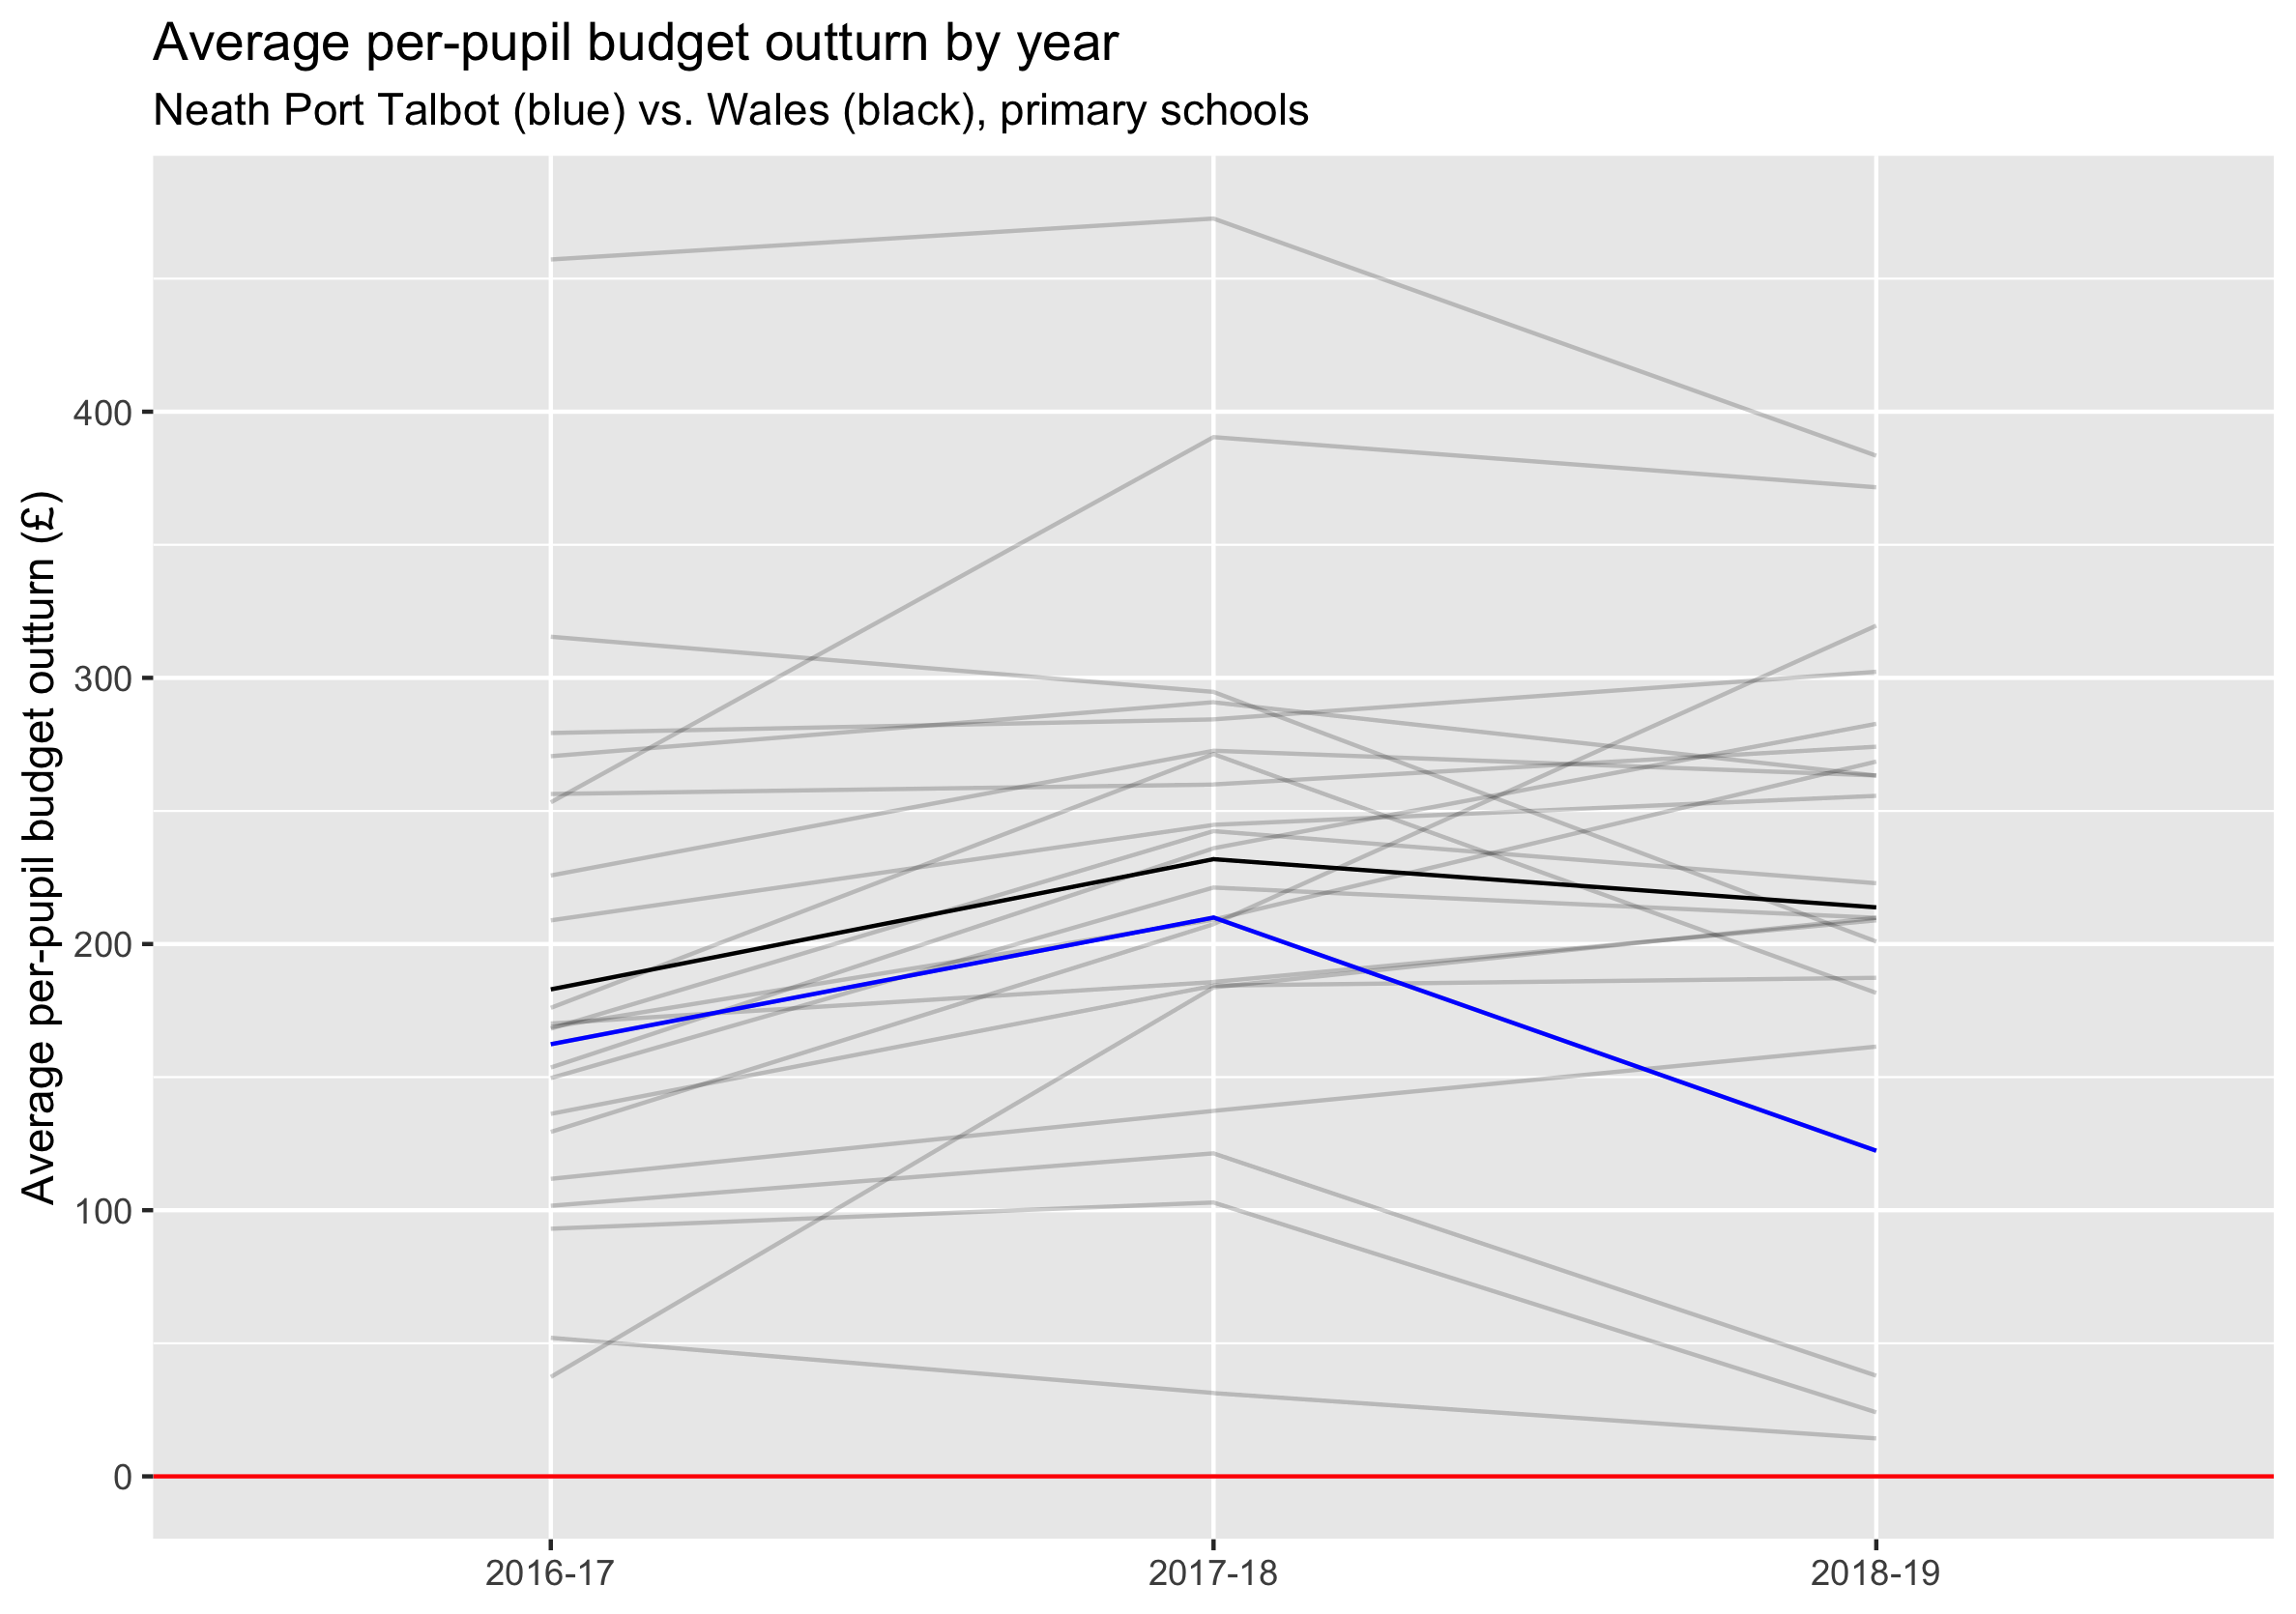 Average per-pupil budget outturn by year
Neath Port Talbot (blue) vs. Wales (black), primary schools
Average per-pupil budget outturn (£)
400
300
200
100
0
2016-17
2017-18
2018-19